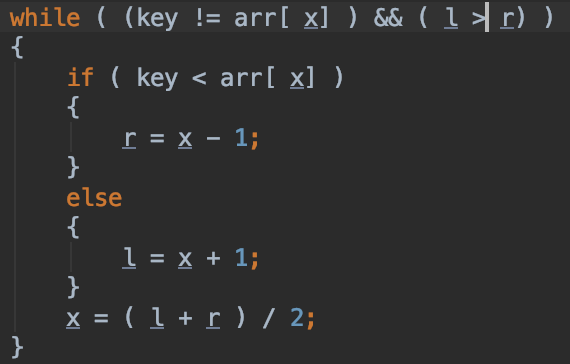 while ( (key != arr[ x] ) && ( l > r) )
{
if ( key < arr[ x] )
{
r = x - 1;
}
else
{
l = x + 1;
}
x = ( l + r ) / 2;
}